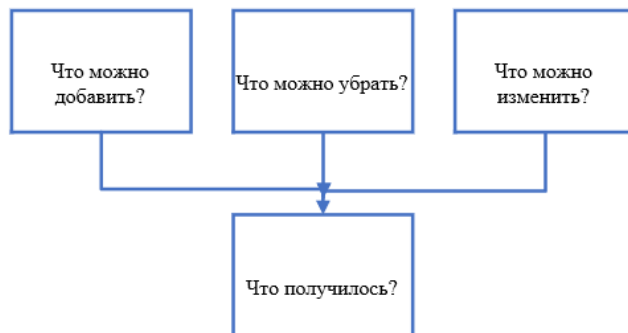 Что можно
добавить?
Что можно убрать?
Что можно
изменить?
Что получилось?